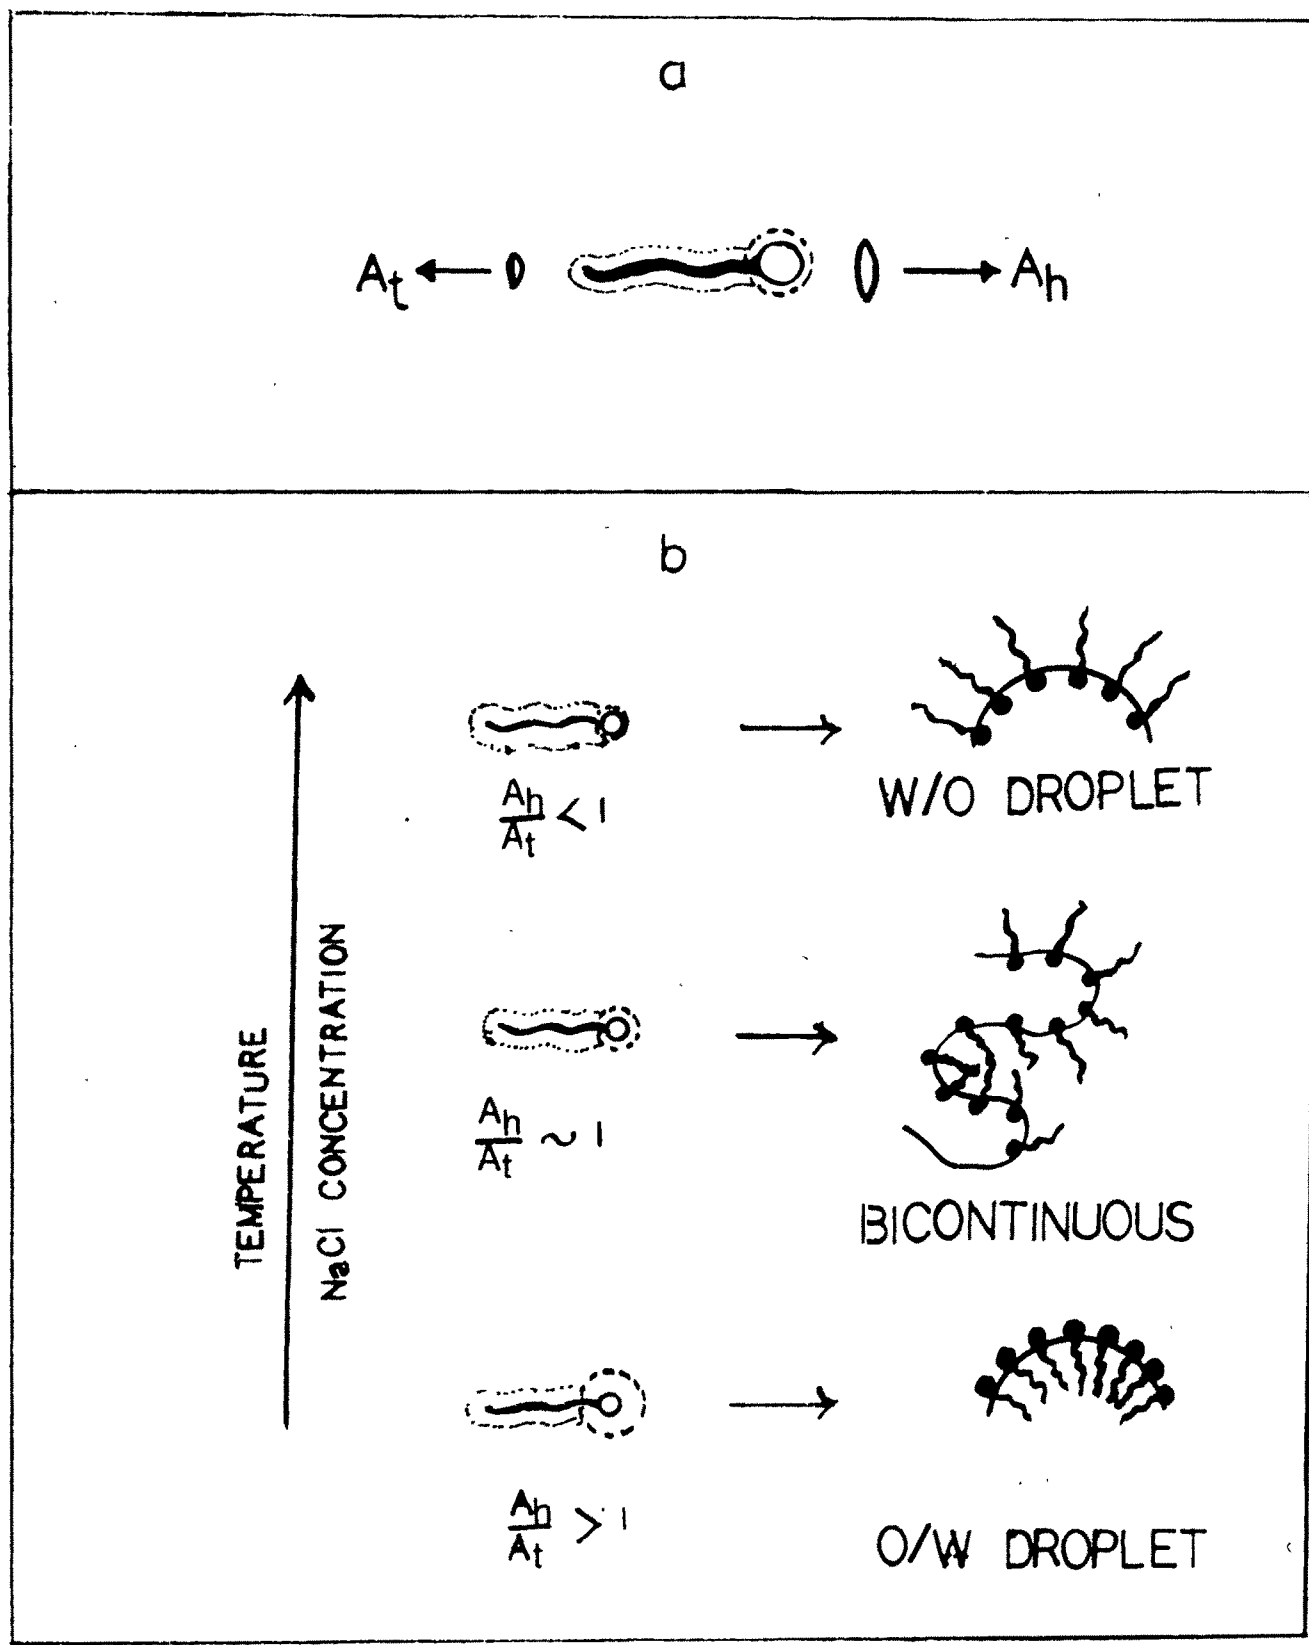 a
At
Ah
b
Ah
At < 1
W/O DROPLET
TEMPERATURE
NaCl CONCENTRATION
Ah
At ~ 1
BICONTINUOUS
Ah
At > 1
O/W DROPLET